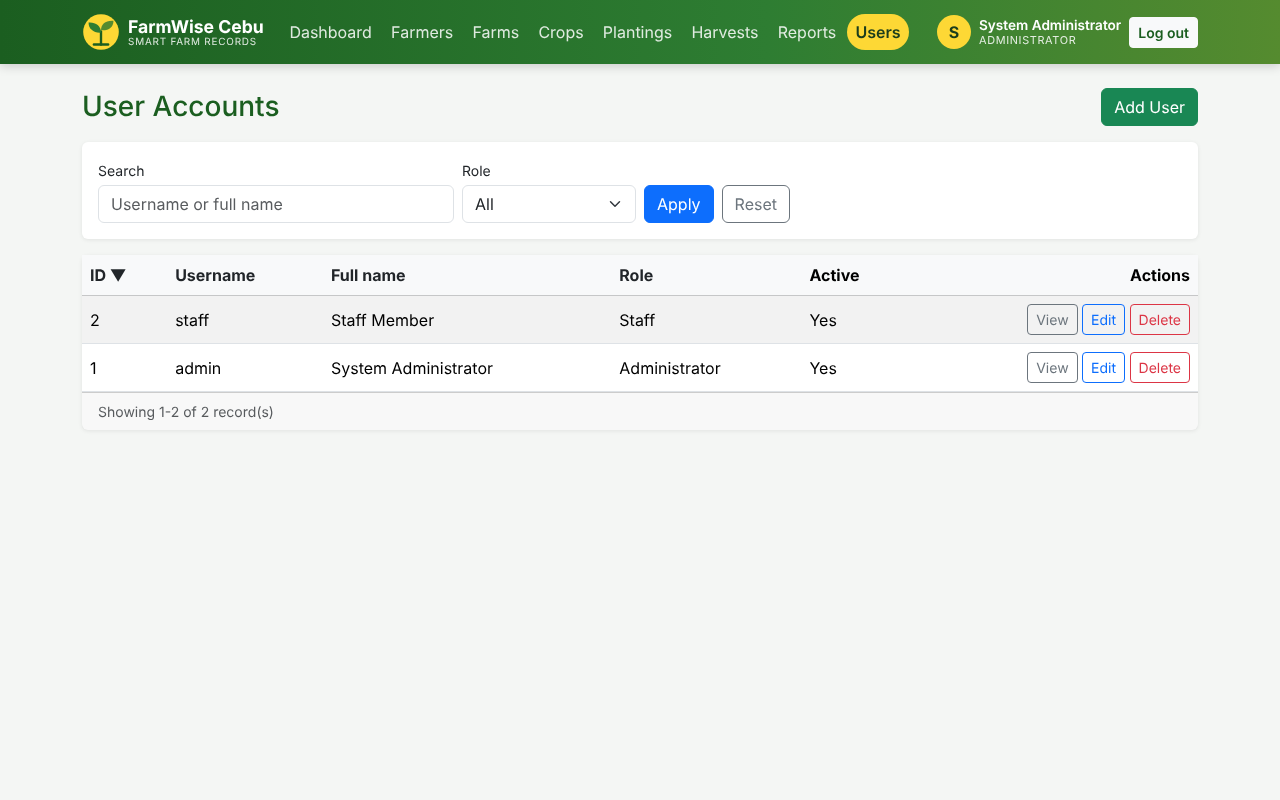 FarmWise Cebu
SMART FARM RECORDS
Dashboard Farmers Farms Crops Plantings Harvests Reports Users
S
System Administrator
ADMINISTRATOR
Log out
User Accounts
Add User
Search
Role
Username or full name
All
Apply
Reset
ID ▼ Username Full name Role Active Actions
2 staff Staff Member Staff Yes View Edit Delete
1 admin System Administrator Administrator Yes View Edit Delete
Showing 1-2 of 2 record(s)